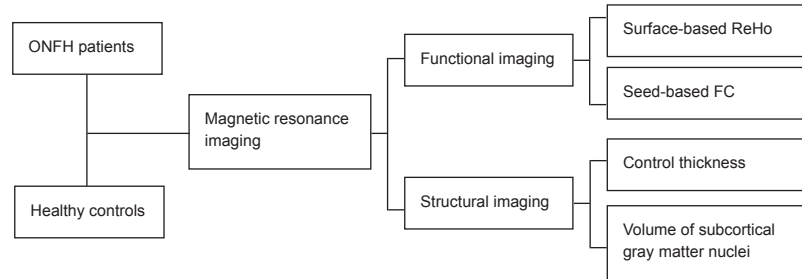 ONFH patients
Healthy controls
Magnetic resonance
imaging
Functional imaging
Structural imaging
Surface-based ReHo
Seed-based FC
Control thickness
Volume of subcortical
gray matter nuclei